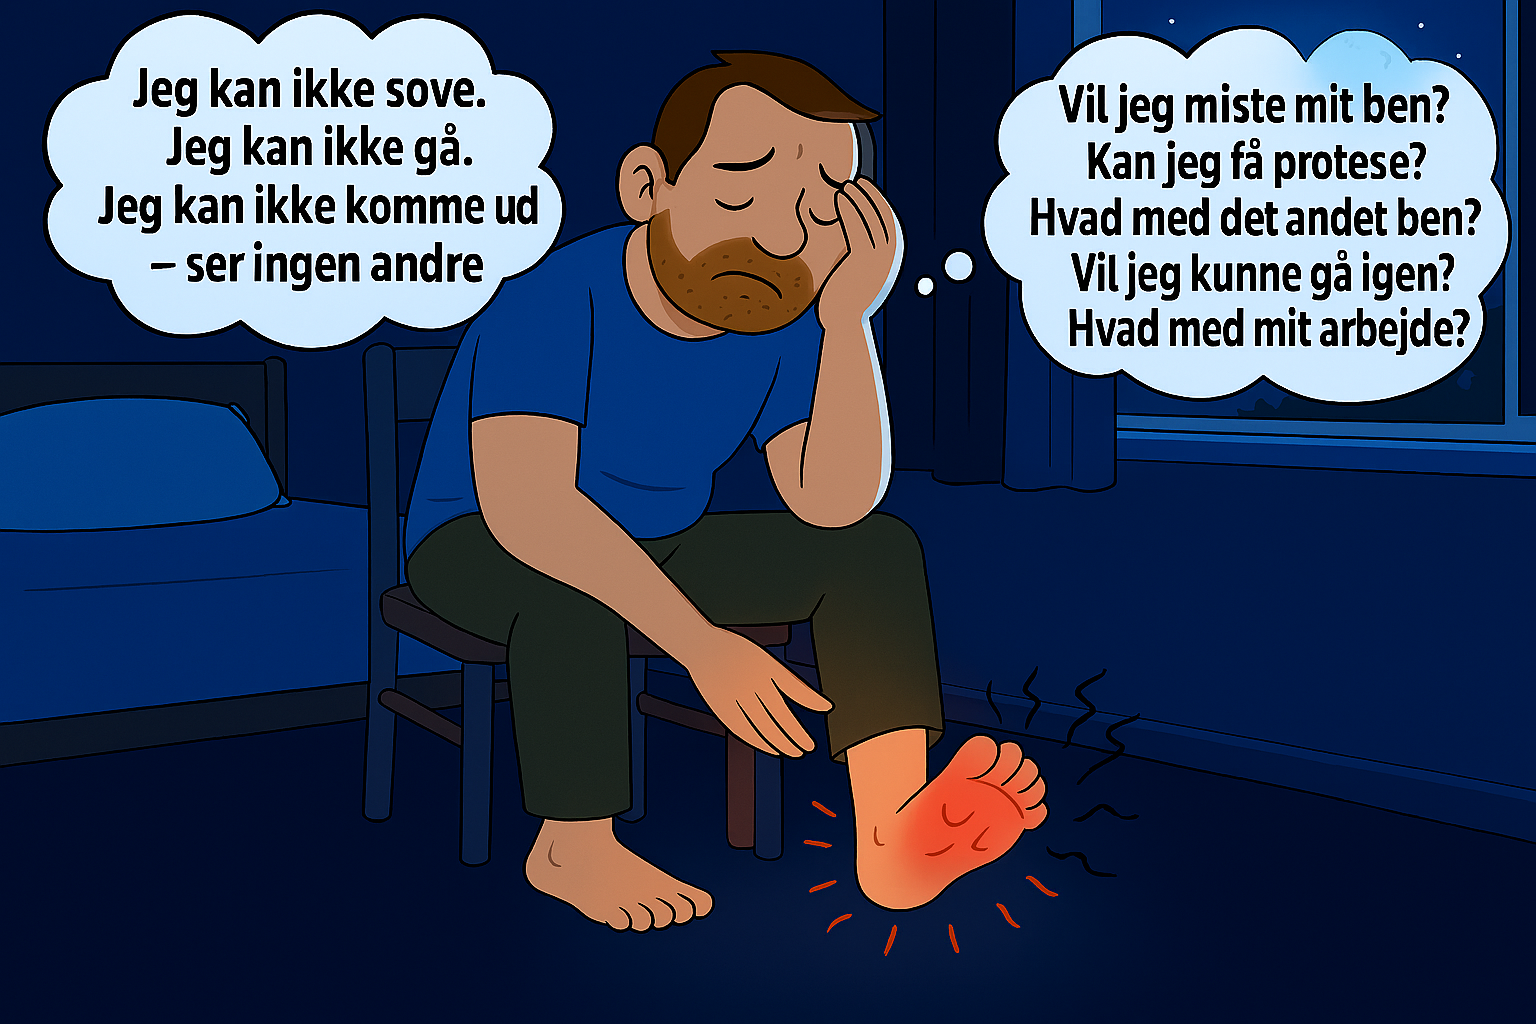 Jeg kan ikke sove.
Jeg kan ikke gå.
Jeg kan ikke komme ud
– ser ingen andre
Vil jeg miste mit ben?
Kan jeg få protese?
Hvad med det andet ben?
Vil jeg kunne gå igen?
Hvad med mit arbejde?